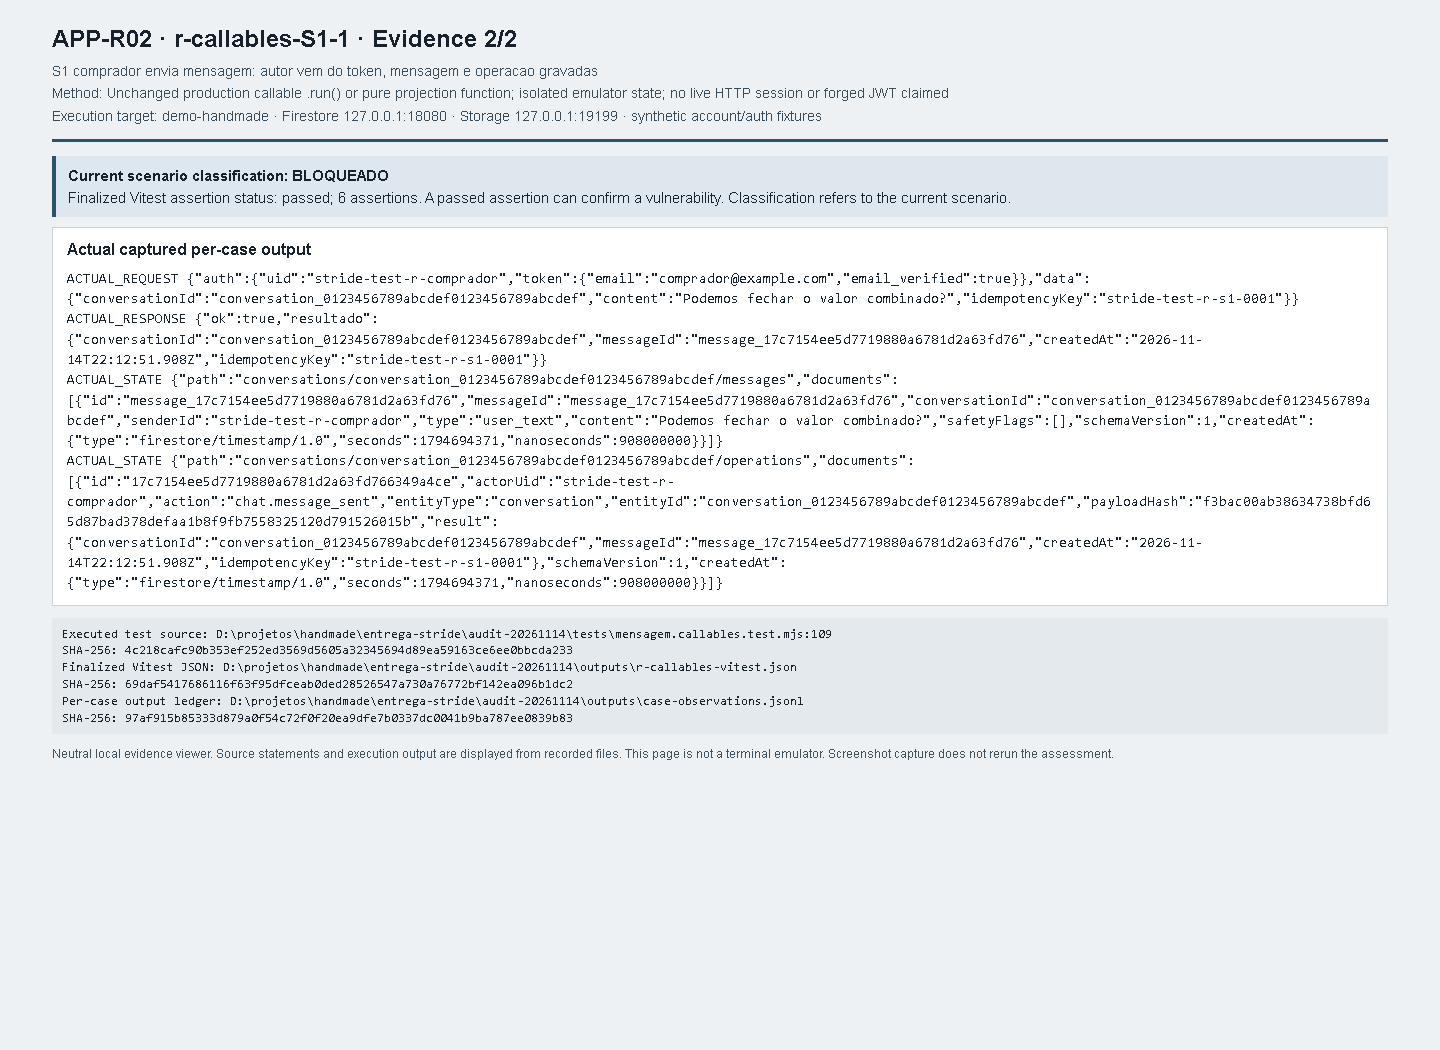 APP-R02 · r-callables-S1-1 · Evidence 2/2
S1 comprador envia mensagem: autor vem do token, mensagem e operacao gravadas
Method: Unchanged production callable .run() or pure projection function; isolated emulator state; no live HTTP session or forged JWT claimed
Execution target: demo-handmade · Firestore 127.0.0.1:18080 · Storage 127.0.0.1:19199 · synthetic account/auth fixtures
Current scenario classification: BLOQUEADO
Finalized Vitest assertion status: passed; 6 assertions. A passed assertion can confirm a vulnerability. Classification refers to the current scenario.
Actual captured per-case output
ACTUAL_REQUEST {"auth":{"uid":"stride-test-r-comprador","token":{"email":"comprador@example.com","email_verified":true}},"data":
{"conversationId":"conversation_0123456789abcdef0123456789abcdef","content":"Podemos fechar o valor combinado?","idempotencyKey":"stride-test-r-s1-0001"}}
ACTUAL_RESPONSE {"ok":true,"resultado":
{"conversationId":"conversation_0123456789abcdef0123456789abcdef","messageId":"message_17c7154ee5d7719880a6781d2a63fd76","createdAt":"2026-11-
14T22:12:51.908Z","idempotencyKey":"stride-test-r-s1-0001"}}
ACTUAL_STATE {"path":"conversations/conversation_0123456789abcdef0123456789abcdef/messages","documents":
[{"id":"message_17c7154ee5d7719880a6781d2a63fd76","messageId":"message_17c7154ee5d7719880a6781d2a63fd76","conversationId":"conversation_0123456789abcdef0123456789a
bcdef","senderId":"stride-test-r-comprador","type":"user_text","content":"Podemos fechar o valor combinado?","safetyFlags":[],"schemaVersion":1,"createdAt":
{"type":"firestore/timestamp/1.0","seconds":1794694371,"nanoseconds":908000000}}]}
ACTUAL_STATE {"path":"conversations/conversation_0123456789abcdef0123456789abcdef/operations","documents":
[{"id":"17c7154ee5d7719880a6781d2a63fd766349a4ce","actorUid":"stride-test-r-
comprador","action":"chat.message_sent","entityType":"conversation","entityId":"conversation_0123456789abcdef0123456789abcdef","payloadHash":"f3bac00ab38634738bfd6
5d87bad378defaa1b8f9fb7558325120d791526015b","result":
{"conversationId":"conversation_0123456789abcdef0123456789abcdef","messageId":"message_17c7154ee5d7719880a6781d2a63fd76","createdAt":"2026-11-
14T22:12:51.908Z","idempotencyKey":"stride-test-r-s1-0001"},"schemaVersion":1,"createdAt":
{"type":"firestore/timestamp/1.0","seconds":1794694371,"nanoseconds":908000000}}]}
Executed test source: D:\projetos\handmade\entrega-stride\audit-20261114\tests\mensagem.callables.test.mjs:109
SHA-256: 4c218cafc90b353ef252ed3569d5605a32345694d89ea59163ce6ee0bbcda233
Finalized Vitest JSON: D:\projetos\handmade\entrega-stride\audit-20261114\outputs\r-callables-vitest.json
SHA-256: 69daf5417686116f63f95dfceab0ded28526547a730a76772bf142ea096b1dc2
Per-case output ledger: D:\projetos\handmade\entrega-stride\audit-20261114\outputs\case-observations.jsonl
SHA-256: 97af915b85333d879a0f54c72f0f20ea9dfe7b0337dc0041b9ba787ee0839b83
Neutral local evidence viewer. Source statements and execution output are displayed from recorded files. This page is not a terminal emulator. Screenshot capture does not rerun the assessment.